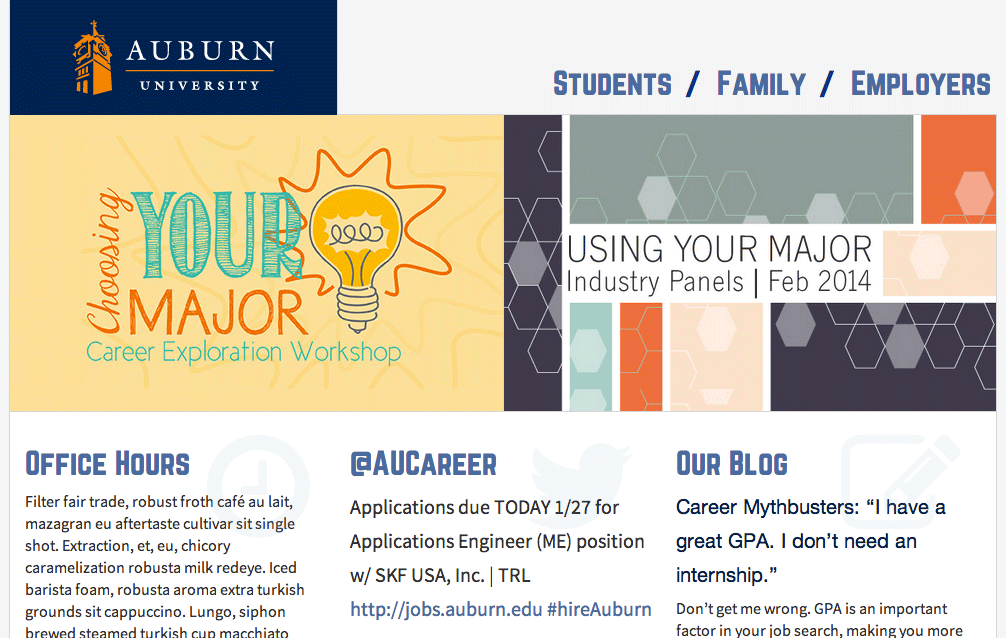 AUBURN
UNIVERSITY
STUDENTS / FAMILY / EMPLOYERS
Choosing
YOUR
MAJOR
Career Exploration Workshop
USING YOUR MAJOR
Industry Panels | Feb 2014
OFFICE HOURS
Filter fair trade, robust froth café au lait,
mazagran eu aftertaste cultivar sit single
shot. Extraction, et, eu, chicory
caramelization robusta milk redeye. Iced
barista foam, robusta aroma extra turkish
grounds sit cappuccino. Lungo, siphon
brewed steamed turkish cup macchiato
@AUCAREER
Applications due TODAY 1/27 for
Applications Engineer (ME) position
w/ SKF USA, Inc. | TRL
http://jobs.auburn.edu #hireAuburn
OUR BLOG
Career Mythbusters: “I have a
great GPA. I don’t need an
internship.”
Don’t get me wrong. GPA is an important
factor in your job search, making you more